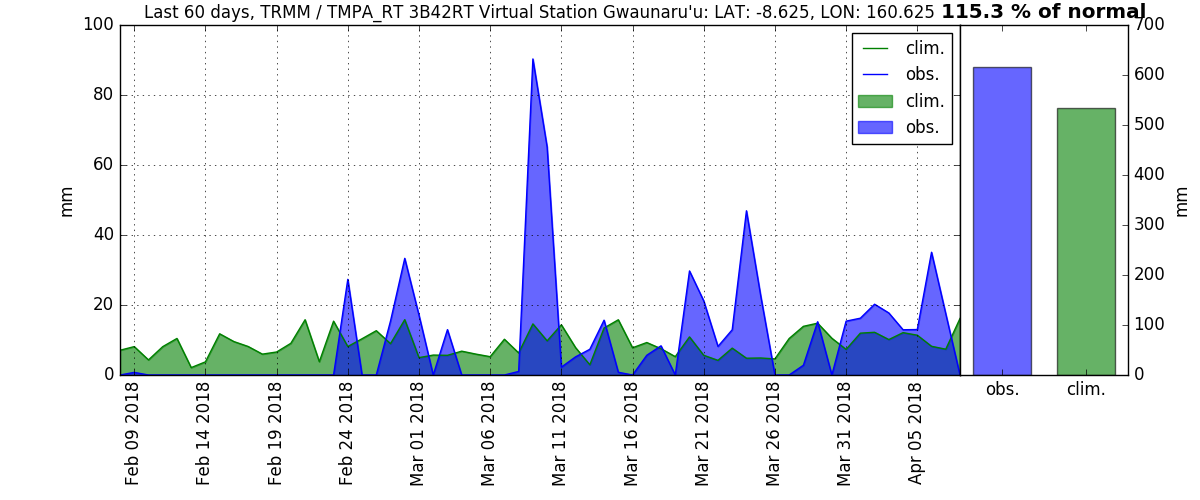 Last 60 days, TRMM / TMPA_RT 3B42RT Virtual Station Gwaunaru'u: LAT: -8.625, LON: 160.625 115.3 % of normal
100
80
60
40
20
0
mm
clim.
obs.
clim.
obs.
Feb 09 2018
Feb 14 2018
Feb 19 2018
Feb 24 2018
Mar 01 2018
Mar 06 2018
Mar 11 2018
Mar 16 2018
Mar 21 2018
Mar 26 2018
Mar 31 2018
Apr 05 2018
700
600
500
400
300
200
100
0
mm
obs.
clim.